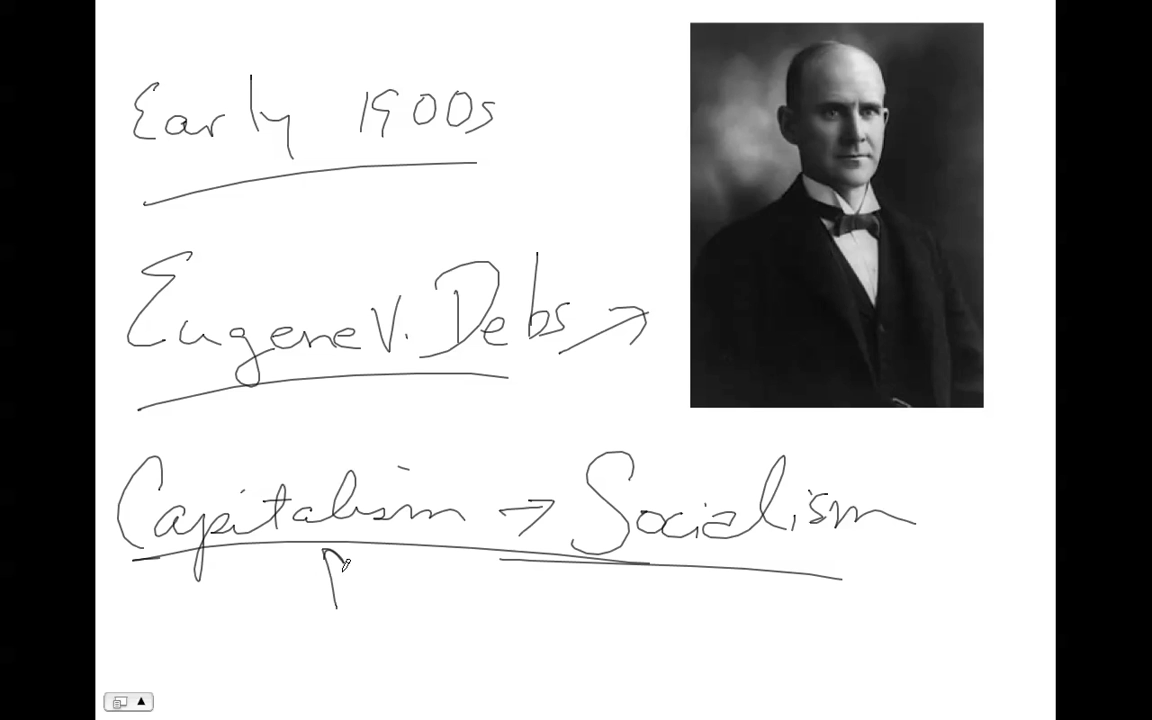 Early 1900s
Eugene V. Debs →
Capitalism → Socialism